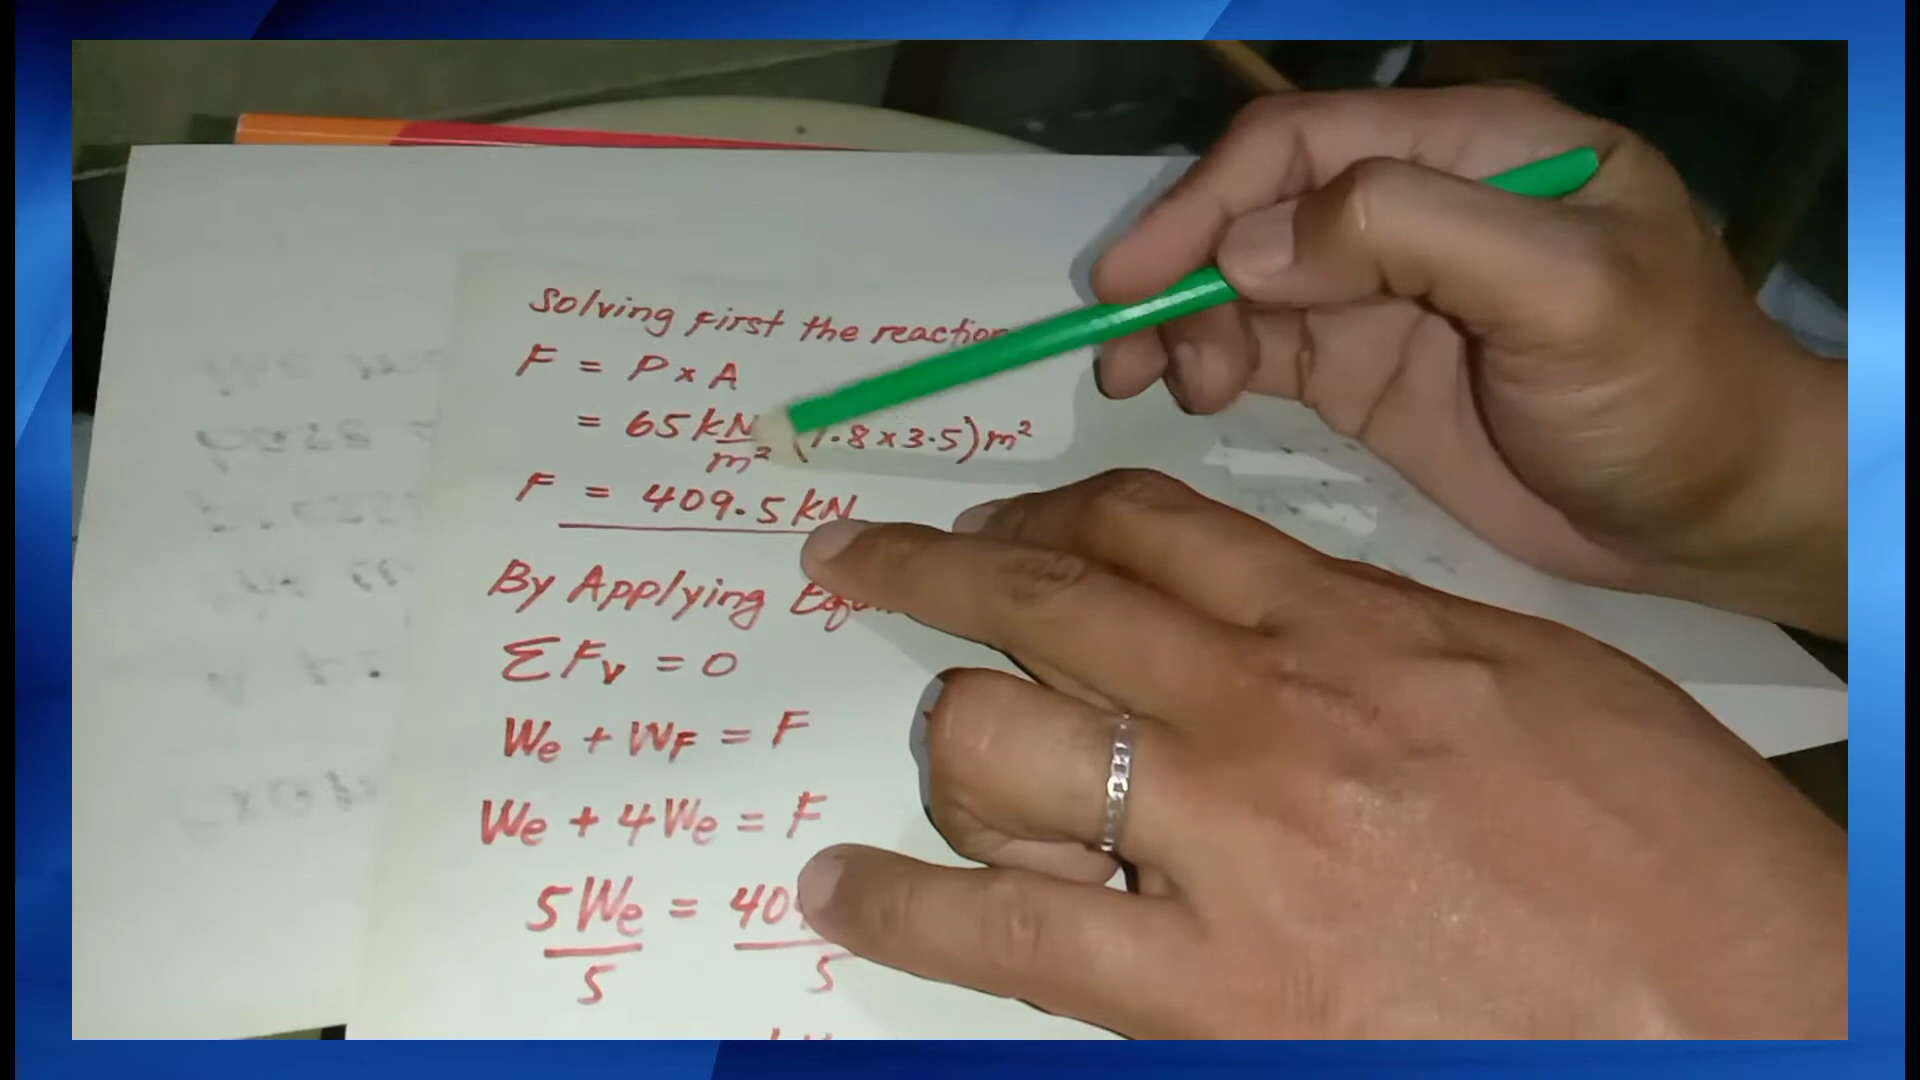 Solving first the reaction
F = P x A
= 65 kN/m² (1.8 x 3.5) m²
F = 409.5 kN
By Applying
ΣFv = 0
We + WF = F
We + 4We = F
5We/5 = 40 /5